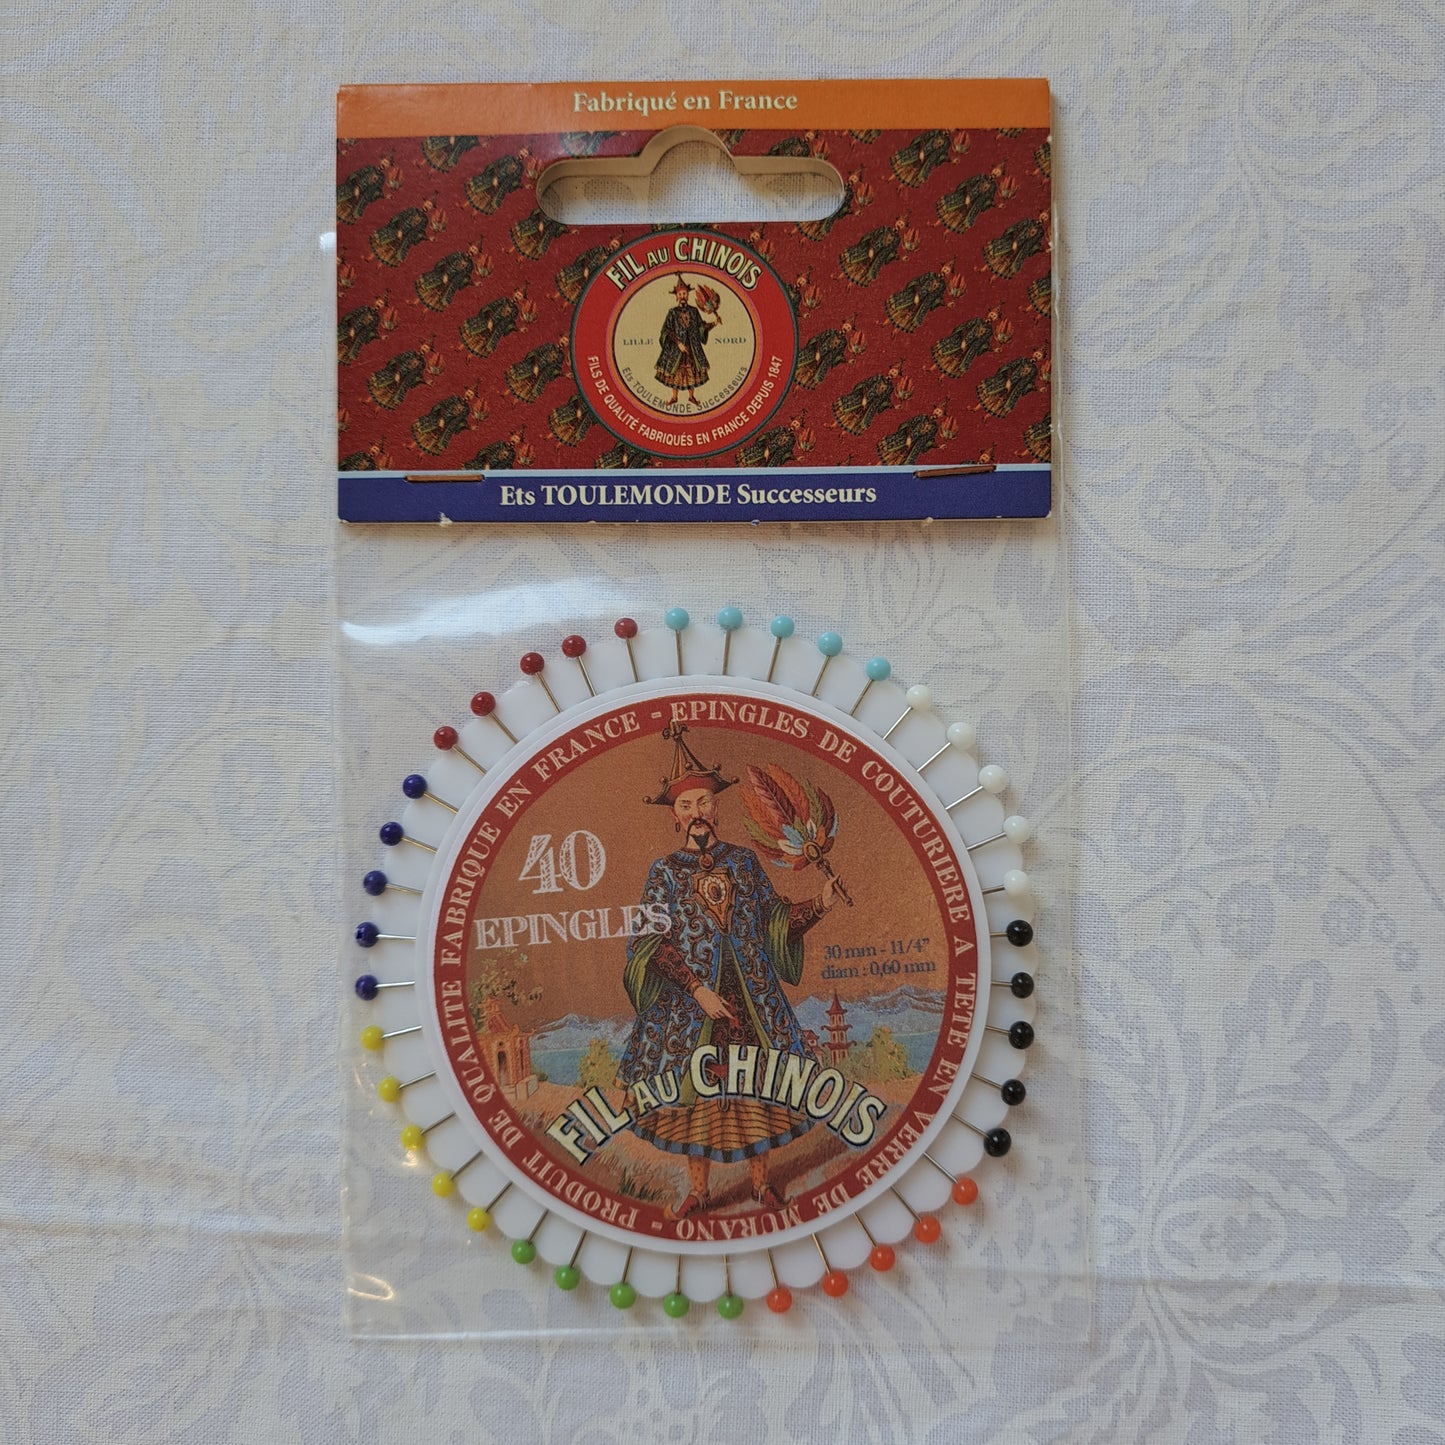 Fabriqué en France
FIL AU CHINOIS
LILLE NORD
Ets TOULEMONDE Successeurs
FILS DE QUALITÉ FABRIQUÉS EN FRANCE DEPUIS 1847
Ets TOULEMONDE Successeurs
PRODUIT DE QUALITE FABRIQUE EN FRANCE - EPINGLES DE COUTURIERE A TETE EN VERRE DE MURANO -
40
EPINGLES
30 mm - 11/4"
diam : 0,60 mm
FIL AU CHINOIS